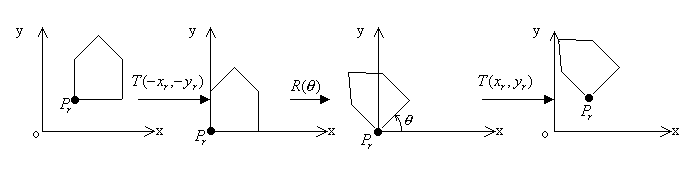 y
P_r
o
x
T(−x_r,−y_r)
y
P_r
x
R(θ)
y
θ
P_r
x
T(x_r,y_r)
y
P_r
o
x